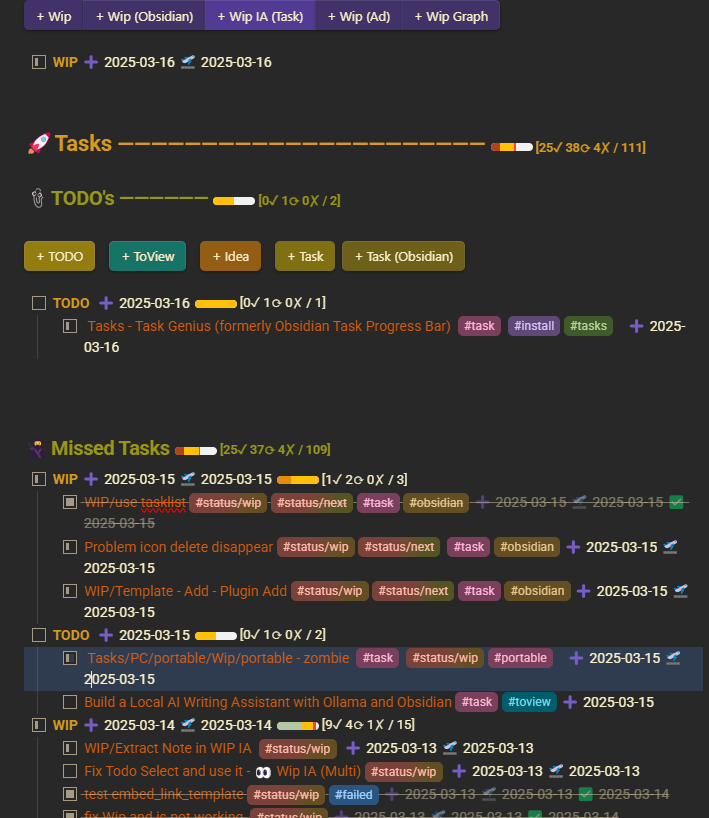 + Wip + Wip (Obsidian) + Wip IA (Task) + Wip (Ad) + Wip Graph
WIP ➕ 2025-03-16 🛫 2025-03-16
🚀 Tasks —————————————————————— [25✓ 38⟳ 4✗ / 111]
🖇 TODO's —————— [0✓ 1⟳ 0✗ / 2]
+ TODO + ToView + Idea + Task + Task (Obsidian)
TODO ➕ 2025-03-16 [0✓ 1⟳ 0✗ / 1]
Tasks - Task Genius (formerly Obsidian Task Progress Bar) #task #install #tasks ➕ 2025-
03-16
Missed Tasks [25✓ 37⟳ 4✗ / 109]
WIP ➕ 2025-03-15 🛫 2025-03-15 [1✓ 2⟳ 0✗ / 3]
WIP/use tasklist #status/wip #status/next #task #obsidian ➕ 2025-03-15 🛫 2025-03-15 ✅
2025-03-15
Problem icon delete disappear #status/wip #status/next #task #obsidian ➕ 2025-03-15 🛫
2025-03-15
WIP/Template - Add - Plugin Add #status/wip #status/next #task #obsidian ➕ 2025-03-15 🛫
2025-03-15
TODO ➕ 2025-03-15 [0✓ 1⟳ 0✗ / 2]
Tasks/PC/portable/Wip/portable - zombie #task #status/wip #portable ➕ 2025-03-15 🛫
2025-03-15
Build a Local AI Writing Assistant with Ollama and Obsidian #task #toview ➕ 2025-03-15
WIP ➕ 2025-03-14 🛫 2025-03-14 [9✓ 4⟳ 1✗ / 15]
WIP/Extract Note in WIP IA #status/wip ➕ 2025-03-13 🛫 2025-03-13
Fix Todo Select and use it - 👀 Wip IA (Multi) #status/wip ➕ 2025-03-13 🛫 2025-03-13
test embed_link_template #status/wip #failed ➕ 2025-03-13 🛫 2025-03-13 ✅ 2025-03-14
fix Wip and is not working #status/wip ➕ 2025-03-13 🛫 2025-03-13 ✅ 2025-03-14